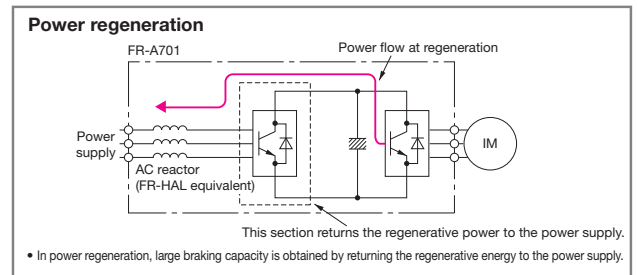 Power regeneration
FR-A701
Power flow at regeneration
Power
supply
AC reactor
(FR-HAL equivalent)
IM
This section returns the regenerative power to the power supply.
• In power regeneration, large braking capacity is obtained by returning the regenerative energy to the power supply.